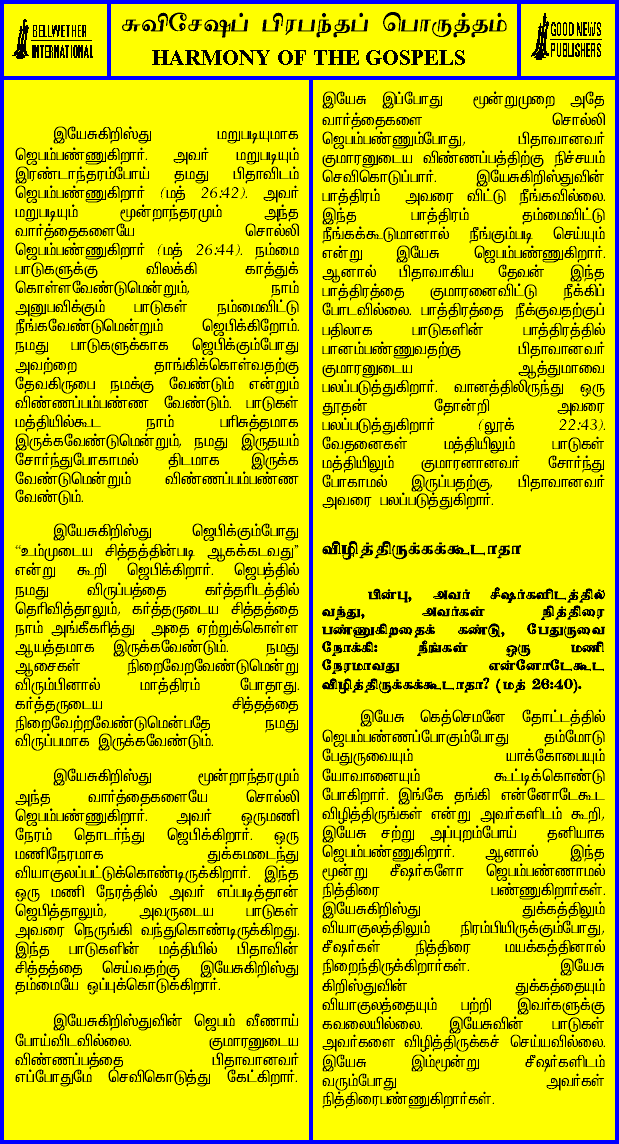 BELLWETHER
INTERNATIONAL
சுவிசேஷப் பிரபந்தப் பொருத்தம்
HARMONY OF THE GOSPELS
GOOD NEWS
PUBLISHERS
இயேசுகிறிஸ்து மறுபடியுமாக
ஜெபம்பண்ணுகிறார். அவர் மறுபடியும்
இரண்டாந்தரம்போய் தமது பிதாவிடம்
ஜெபம்பண்ணுகிறார் (மத் 26:42). அவர்
மறுபடியும் மூன்றாந்தரமும் அந்த
வார்த்தைகளையே சொல்லி
ஜெபம்பண்ணுகிறார் (மத் 26:44). நம்மை
பாடுகளுக்கு விலக்கி காத்துக்
கொள்ளவேண்டுமென்றும், நாம்
அனுபவிக்கும் பாடுகள் நம்மைவிட்டு
நீங்கவேண்டுமென்றும் ஜெபிக்கிறோம்.
நமது பாடுகளுக்காக ஜெபிக்கும்போது
அவற்றை தாங்கிக்கொள்வதற்கு
தேவகிருபை நமக்கு வேண்டும் என்றும்
விண்ணப்பம்பண்ண வேண்டும். பாடுகள்
மத்தியில்கூட நாம் பரிசுத்தமாக
இருக்கவேண்டுமென்றும், நமது இருதயம்
சோர்ந்துபோகாமல் திடமாக இருக்க
வேண்டுமென்றும் விண்ணப்பம்பண்ண
வேண்டும்.
இயேசுகிறிஸ்து ஜெபிக்கும்போது
“உம்முடைய சித்தத்தின்படி ஆகக்கடவது”
என்று கூறி ஜெபிக்கிறார். ஜெபத்தில்
நமது விருப்பத்தை கர்த்தரிடத்தில்
தெரிவித்தாலும், கர்த்தருடைய சித்தத்தை
நாம் அங்கீகரித்து அதை ஏற்றுக்கொள்ள
ஆயத்தமாக இருக்கவேண்டும். நமது
ஆசைகள் நிறைவேறவேண்டுமென்று
விரும்பினால் மாத்திரம் போதாது.
கர்த்தருடைய சித்தத்தை
நிறைவேற்றவேண்டுமென்பதே நமது
விருப்பமாக இருக்கவேண்டும்.
இயேசுகிறிஸ்து மூன்றாந்தரமும்
அந்த வார்த்தைகளையே சொல்லி
ஜெபம்பண்ணுகிறார். அவர் ஒருமணி
நேரம் தொடர்ந்து ஜெபிக்கிறார். ஒரு
மணிநேரமாக துக்கமடைந்து
வியாகுலப்பட்டுக்கொண்டிருக்கிறார். இந்த
ஒரு மணி நேரத்தில் அவர் எப்படித்தான்
ஜெபித்தாலும், அவருடைய பாடுகள்
அவரை நெருங்கி வந்துகொண்டிருக்கிறது.
இந்த பாடுகளின் மத்தியில் பிதாவின்
சித்தத்தை செய்வதற்கு இயேசுகிறிஸ்து
தம்மையே ஒப்புக்கொடுக்கிறார்.
இயேசுகிறிஸ்துவின் ஜெபம் வீணாய்
போய்விடவில்லை. குமாரனுடைய
விண்ணப்பத்தை பிதாவானவர்
எப்போதுமே செவிகொடுத்து கேட்கிறார்.
இயேசு இப்போது மூன்றுமுறை அதே
வார்த்தைகளை சொல்லி
ஜெபம்பண்ணும்போது, பிதாவானவர்
குமாரனுடைய விண்ணப்பத்திற்கு நிச்சயம்
செவிகொடுப்பார். இயேசுகிறிஸ்துவின்
பாத்திரம் அவரை விட்டு நீங்கவில்லை.
இந்த பாத்திரம் தம்மைவிட்டு
நீங்கக்கூடுமானால் நீங்கும்படி செய்யும்
என்று இயேசு ஜெபம்பண்ணுகிறார்.
ஆனால் பிதாவாகிய தேவன் இந்த
பாத்திரத்தை குமாரனைவிட்டு நீக்கிப்
போடவில்லை. பாத்திரத்தை நீக்குவதற்குப்
பதிலாக பாடுகளின் பாத்திரத்தில்
பானம்பண்ணுவதற்கு பிதாவானவர்
குமாரனுடைய ஆத்துமாவை
பலப்படுத்துகிறார். வானத்திலிருந்து ஒரு
தூதன் தோன்றி அவரை
பலப்படுத்துகிறார் (லூக் 22:43).
வேதனைகள் மத்தியிலும் பாடுகள்
மத்தியிலும் குமாரனானவர் சோர்ந்து
போகாமல் இருப்பதற்கு, பிதாவானவர்
அவரை பலப்படுத்துகிறார்.
விழித்திருக்கக்கூடாதா
பின்பு, அவர் சீஷர்களிடத்தில்
வந்து, அவர்கள் நித்திரை
பண்ணுகிறதைக் கண்டு, பேதுருவை
நோக்கி: நீங்கள் ஒரு மணி
நேரமாவது என்னோடேகூட
விழித்திருக்கக்கூடாதா? (மத் 26:40).
இயேசு கெத்செமனே தோட்டத்தில்
ஜெபம்பண்ணப்போகும்போது தம்மோடு
பேதுருவையும் யாக்கோபையும்
யோவானையும் கூட்டிக்கொண்டு
போகிறார். இங்கே தங்கி என்னோடேகூட
விழித்திருங்கள் என்று அவர்களிடம் கூறி,
இயேசு சற்று அப்புறம்போய் தனியாக
ஜெபம்பண்ணுகிறார். ஆனால் இந்த
மூன்று சீஷர்களோ ஜெபம்பண்ணாமல்
நித்திரை பண்ணுகிறார்கள்.
இயேசுகிறிஸ்து துக்கத்திலும்
வியாகுலத்திலும் நிரம்பியிருக்கும்போது,
சீஷர்கள் நித்திரை மயக்கத்தினால்
நிறைந்திருக்கிறார்கள். இயேசு
கிறிஸ்துவின் துக்கத்தையும்
வியாகுலத்தையும் பற்றி இவர்களுக்கு
கவலையில்லை. இயேசுவின் பாடுகள்
அவர்களை விழித்திருக்கச் செய்யவில்லை.
இயேசு இம்மூன்று சீஷர்களிடம்
வரும்போது அவர்கள்
நித்திரைபண்ணுகிறார்கள்.